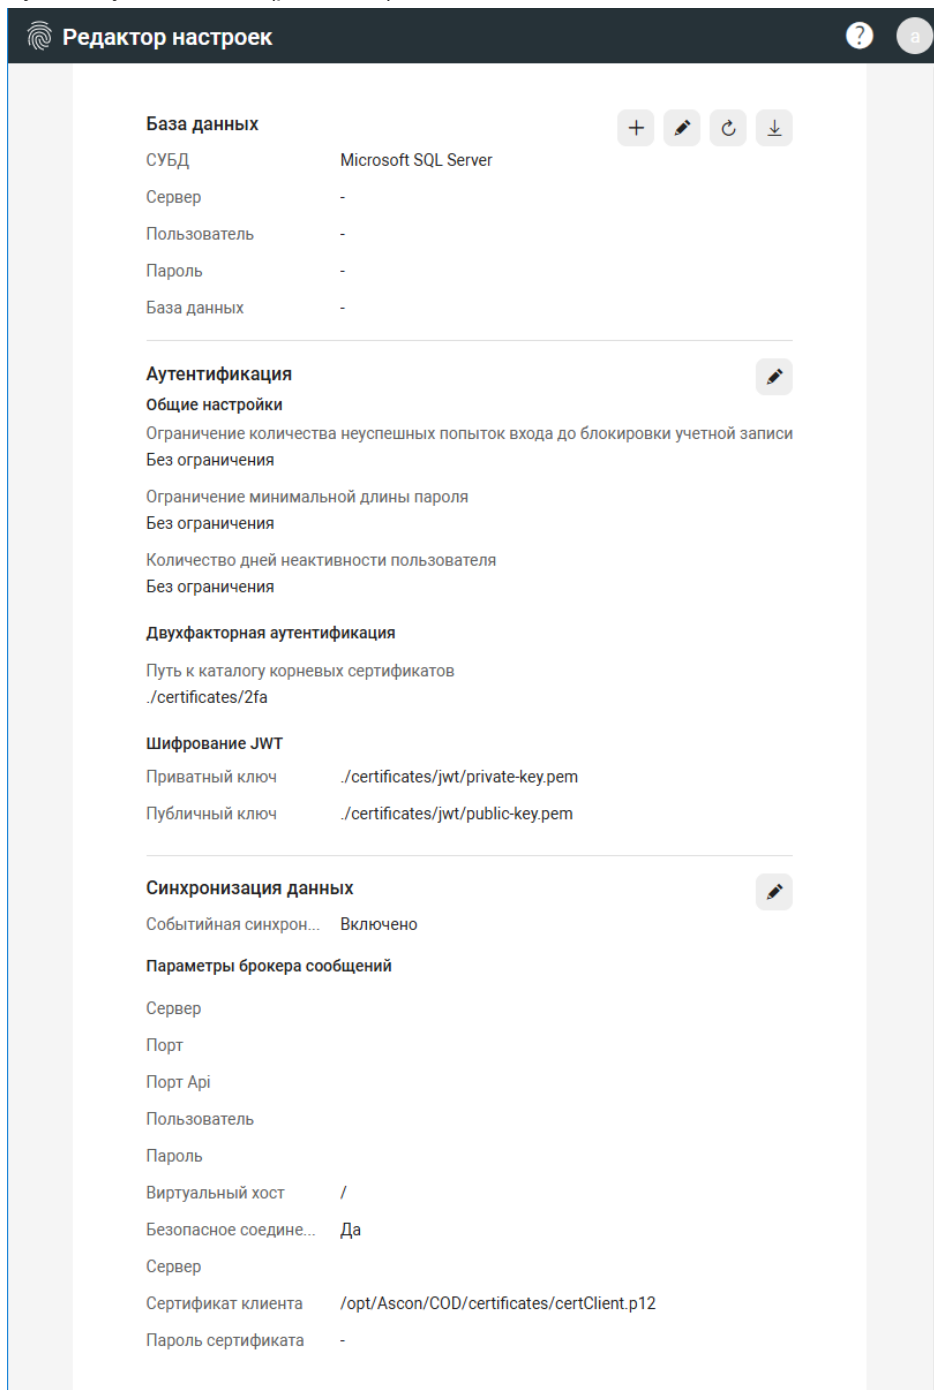 Редактор настроек
?
a
База данных
СУБД Microsoft SQL Server
Сервер -
Пользователь -
Пароль -
База данных -
Аутентификация
Общие настройки
Ограничение количества неуспешных попыток входа до блокировки учетной записи
Без ограничения
Ограничение минимальной длины пароля
Без ограничения
Количество дней неактивности пользователя
Без ограничения
Двухфакторная аутентификация
Путь к каталогу корневых сертификатов
./certificates/2fa
Шифрование JWT
Приватный ключ ./certificates/jwt/private-key.pem
Публичный ключ ./certificates/jwt/public-key.pem
Синхронизация данных
Событийная синхрон... Включено
Параметры брокера сообщений
Сервер
Порт
Порт Api
Пользователь
Пароль
Виртуальный хост /
Безопасное соедине... Да
Сервер
Сертификат клиента /opt/Ascon/COD/certificates/certClient.p12
Пароль сертификата -